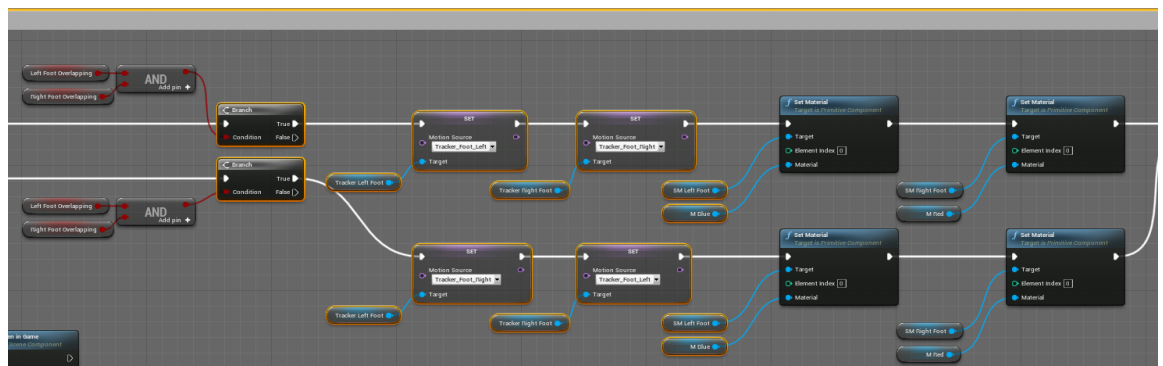 Left Foot Overlapping
AND
Add pin +
Right Foot Overlapping
Branch
True
Condition False
SET
Motion Source
Tracker_Foot_Left
Target
SET
Motion Source
Tracker_Foot_Right
Target
Set Material
Target is Primitive Component
Target
Element Index 0
Material
Set Material
Target is Primitive Component
Target
Element Index 0
Material
Tracker Left Foot
Tracker Right Foot
SM Left Foot
M Blue
SM Right Foot
M Red
Branch
True
Condition False
Left Foot Overlapping
AND
Add pin +
Right Foot Overlapping
SET
Motion Source
Tracker_Foot_Right
Target
SET
Motion Source
Tracker_Foot_Left
Target
Set Material
Target is Primitive Component
Target
Element Index 0
Material
Set Material
Target is Primitive Component
Target
Element Index 0
Material
Tracker Left Foot
Tracker Right Foot
SM Left Foot
M Blue
SM Right Foot
M Red
en in Game
Scene Component